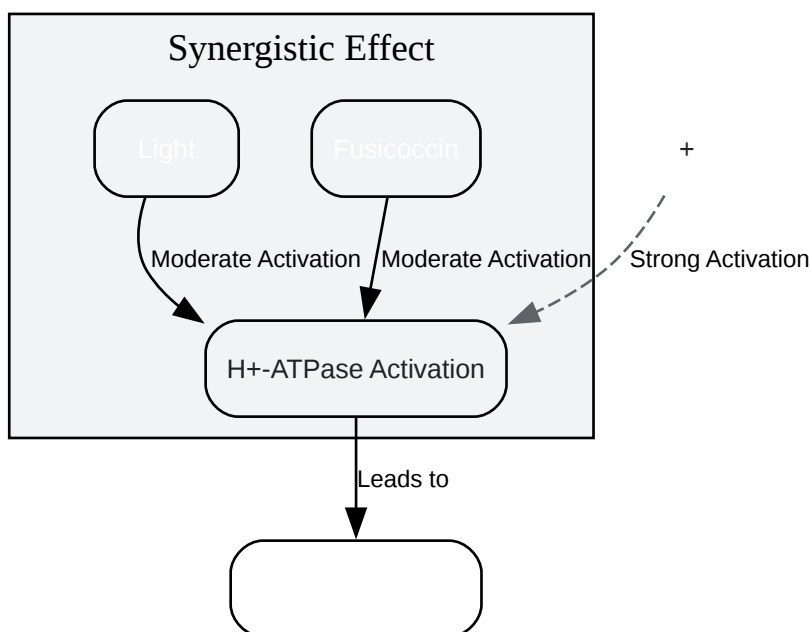 Synergistic Effect
Light
Fusicoccin
+
Moderate Activation
Moderate Activation
Strong Activation
H+-ATPase Activation
Leads to